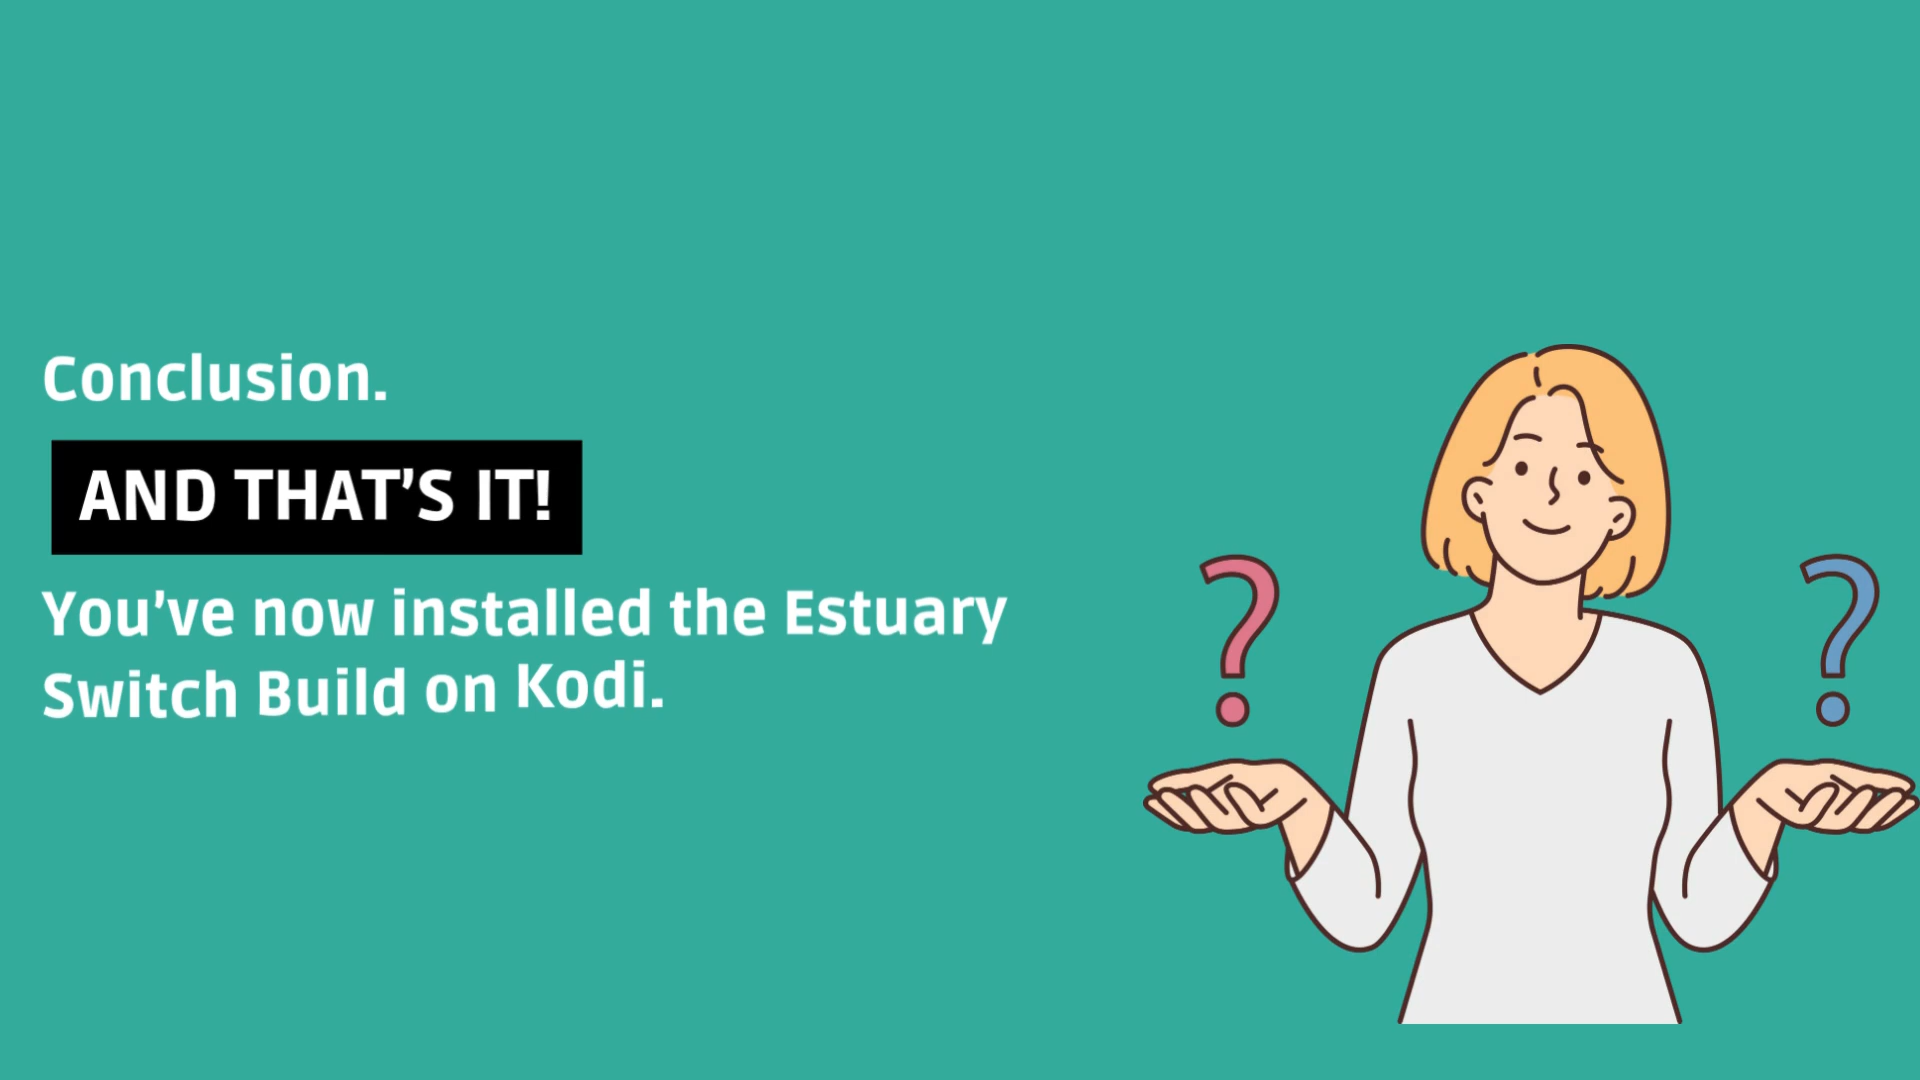 Conclusion.
AND THAT’S IT!
You’ve now installed the Estuary
Switch Build on Kodi.
? ?